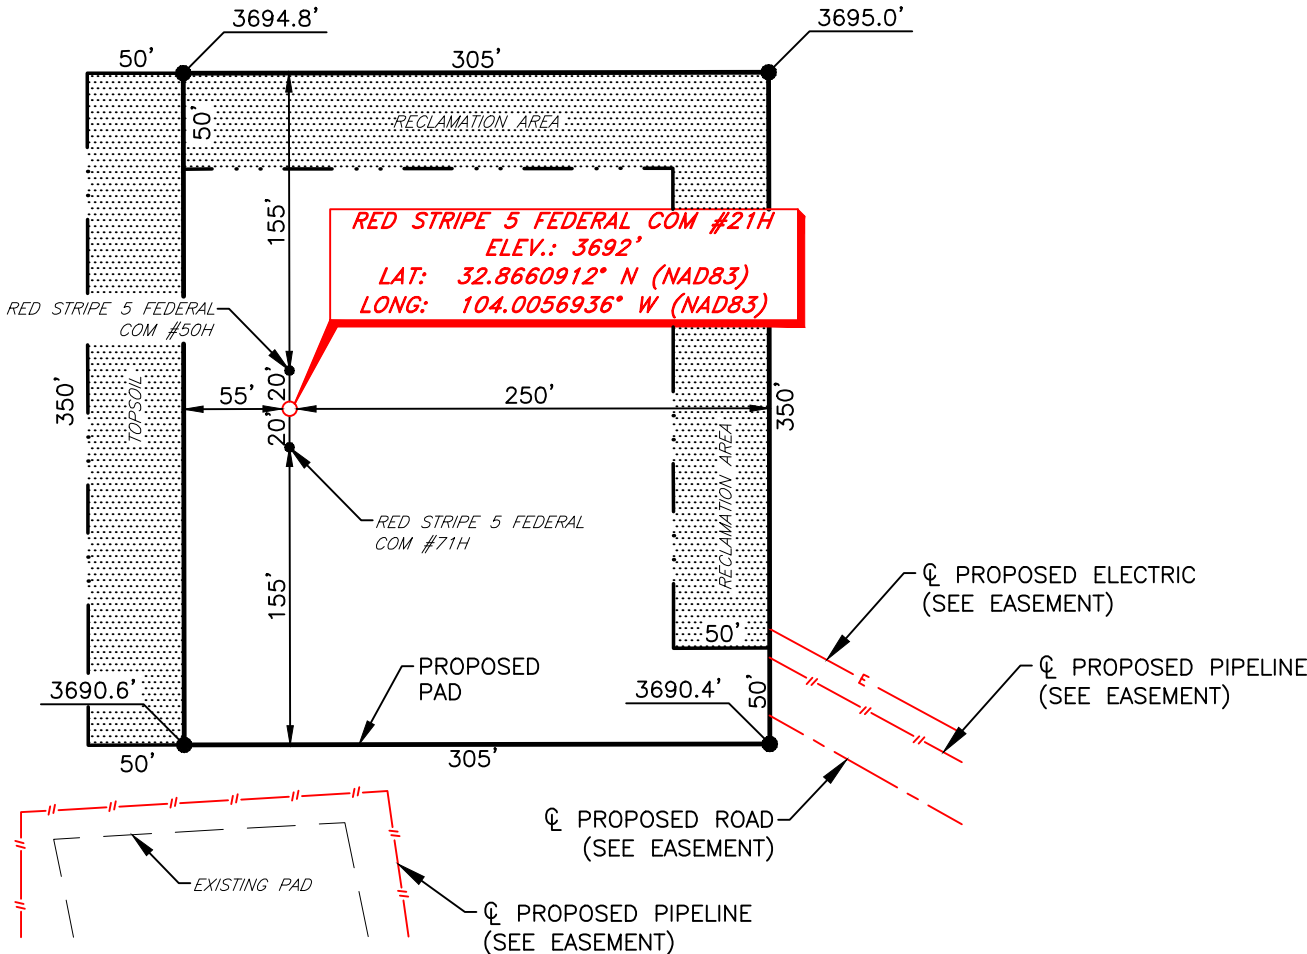 3694.8'
3695.0'
50'
305'
50'
RECLAMATION AREA
155'
RED STRIPE 5 FEDERAL COM #21H
ELEV.: 3692'
LAT: 32.8660912° N (NAD83)
LONG: 104.0056936° W (NAD83)
RED STRIPE 5 FEDERAL
COM #50H
350'
TOPSOIL
55'
20'
20'
250'
350'
RECLAMATION AREA
RED STRIPE 5 FEDERAL
COM #71H
155'
℄ PROPOSED ELECTRIC
(SEE EASEMENT)
50'
PROPOSED
PAD
℄ PROPOSED PIPELINE
(SEE EASEMENT)
3690.6'
3690.4'
50'
E
50'
305'
℄ PROPOSED ROAD
(SEE EASEMENT)
EXISTING PAD
℄ PROPOSED PIPELINE
(SEE EASEMENT)